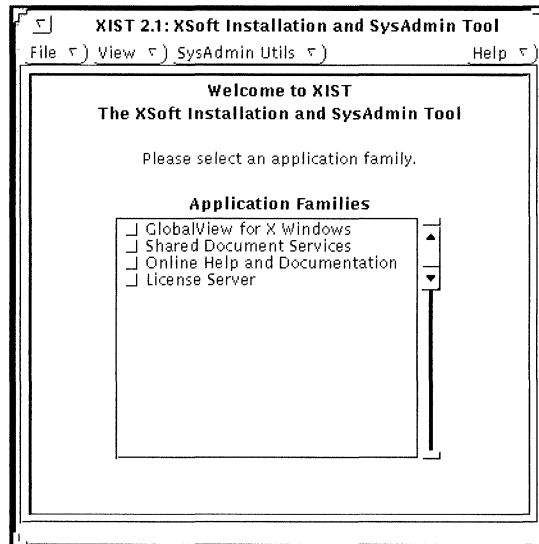 XIST 2.1: XSoft Installation and SysAdmin Tool
File View SysAdmin Utils Help
Welcome to XIST
The XSoft Installation and SysAdmin Tool
Please select an application family.
Application Families
GlobalView for X Windows
Shared Document Services
Online Help and Documentation
License Server